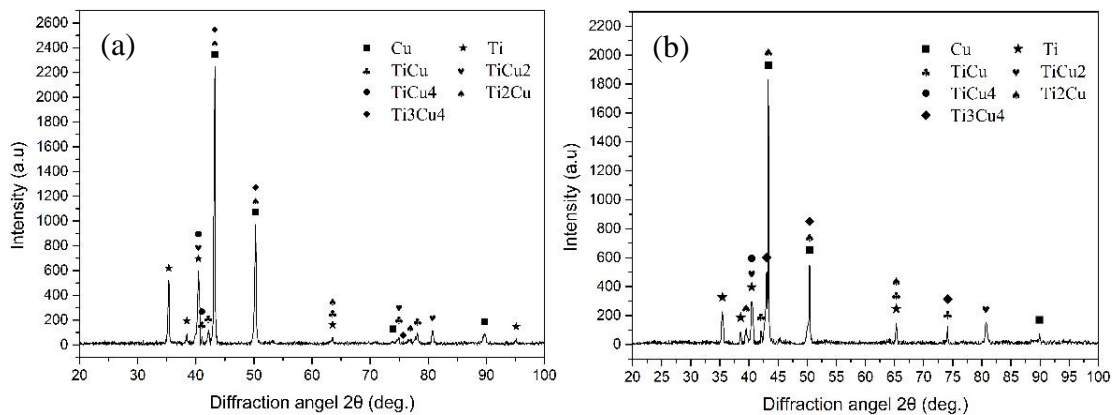 (a)
Intensity (a.u)
2600
2400
2200
2000
1800
1600
1400
1200
1000
800
600
400
200
0
Cu Ti
TiCu TiCu2
TiCu4 Ti2Cu
Ti3Cu4
20 30 40 50 60 70 80 90 100
Diffraction angel 2θ (deg.)
(b)
Intensity (a.u)
2200
2000
1800
1600
1400
1200
1000
800
600
400
200
0
Cu Ti
TiCu TiCu2
TiCu4 Ti2Cu
Ti3Cu4
20 25 30 35 40 45 50 55 60 65 70 75 80 85 90 95 100
Diffraction angel 2θ (deg.)